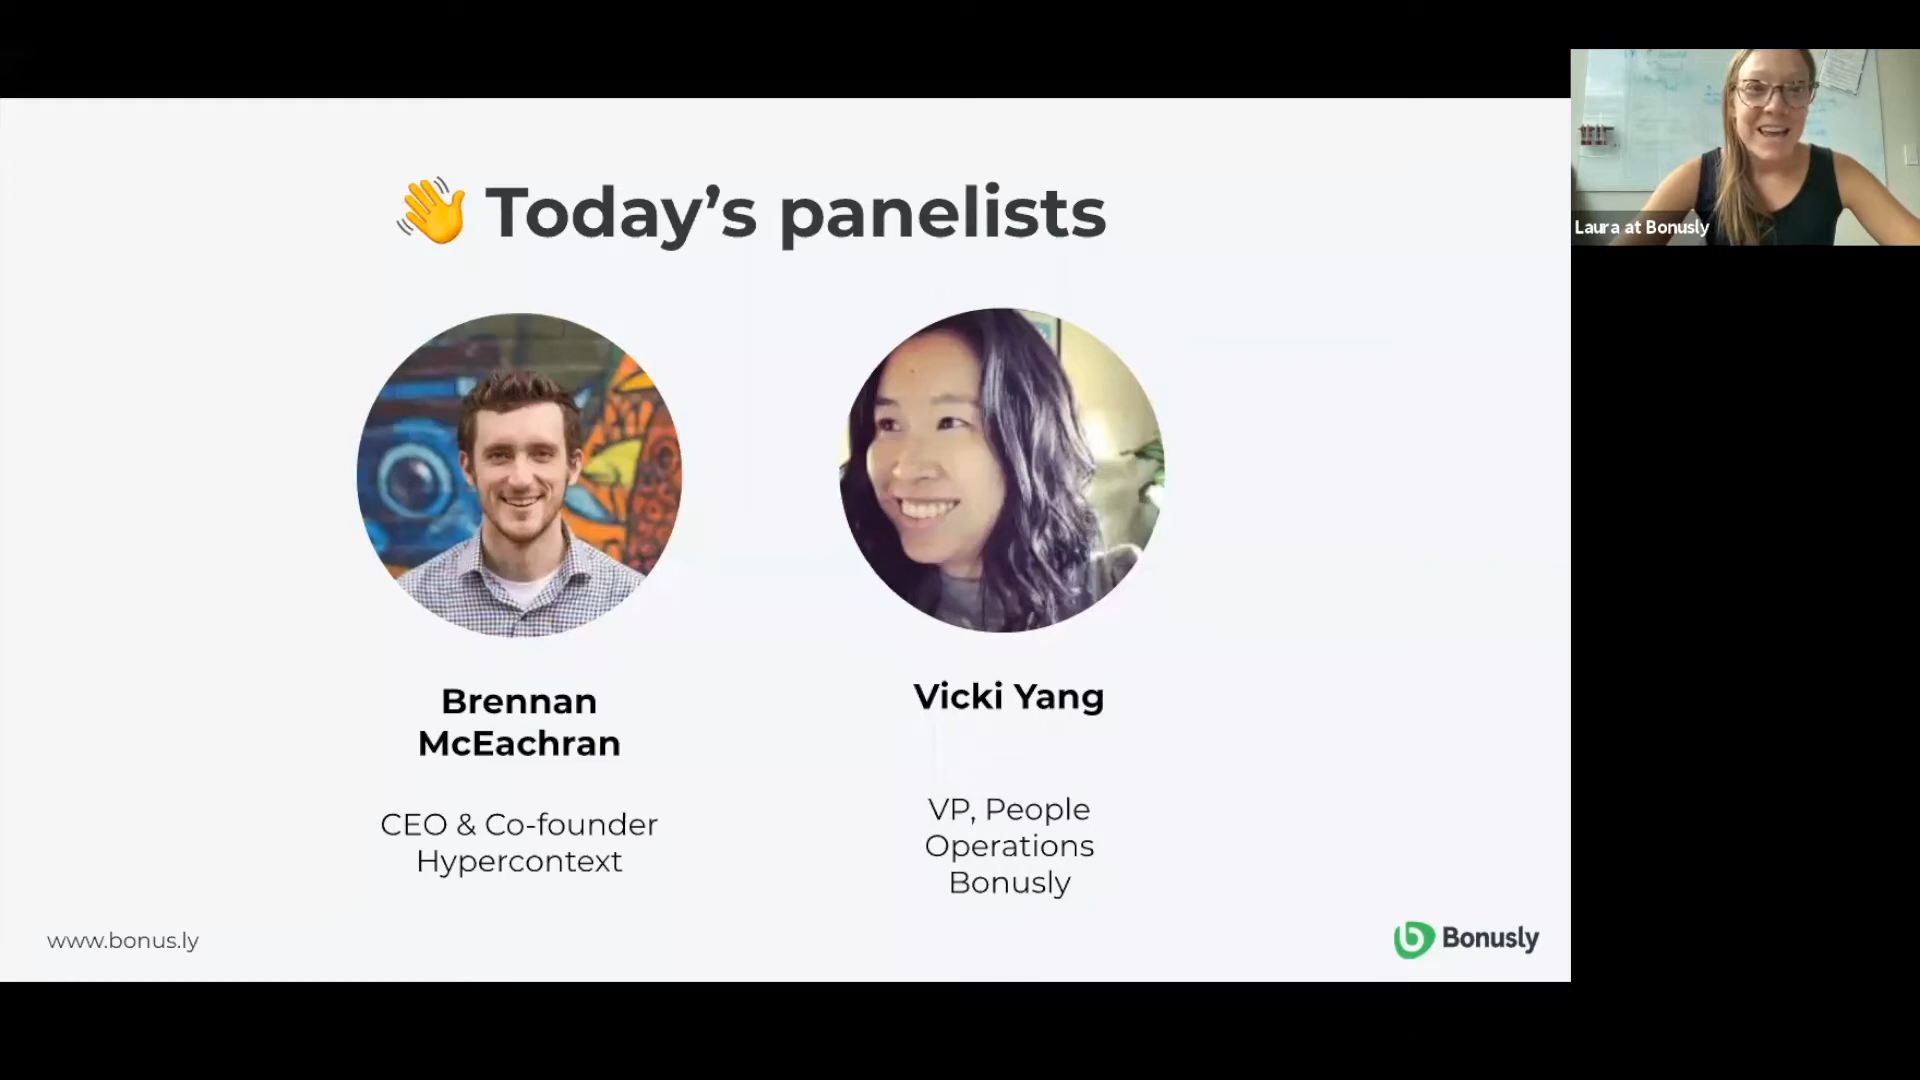 👋 Today’s panelists
Brennan
McEachran
CEO & Co-founder
Hypercontext
Vicki Yang
VP, People
Operations
Bonusly
www.bonus.ly
Bonusly
Laura at Bonusly